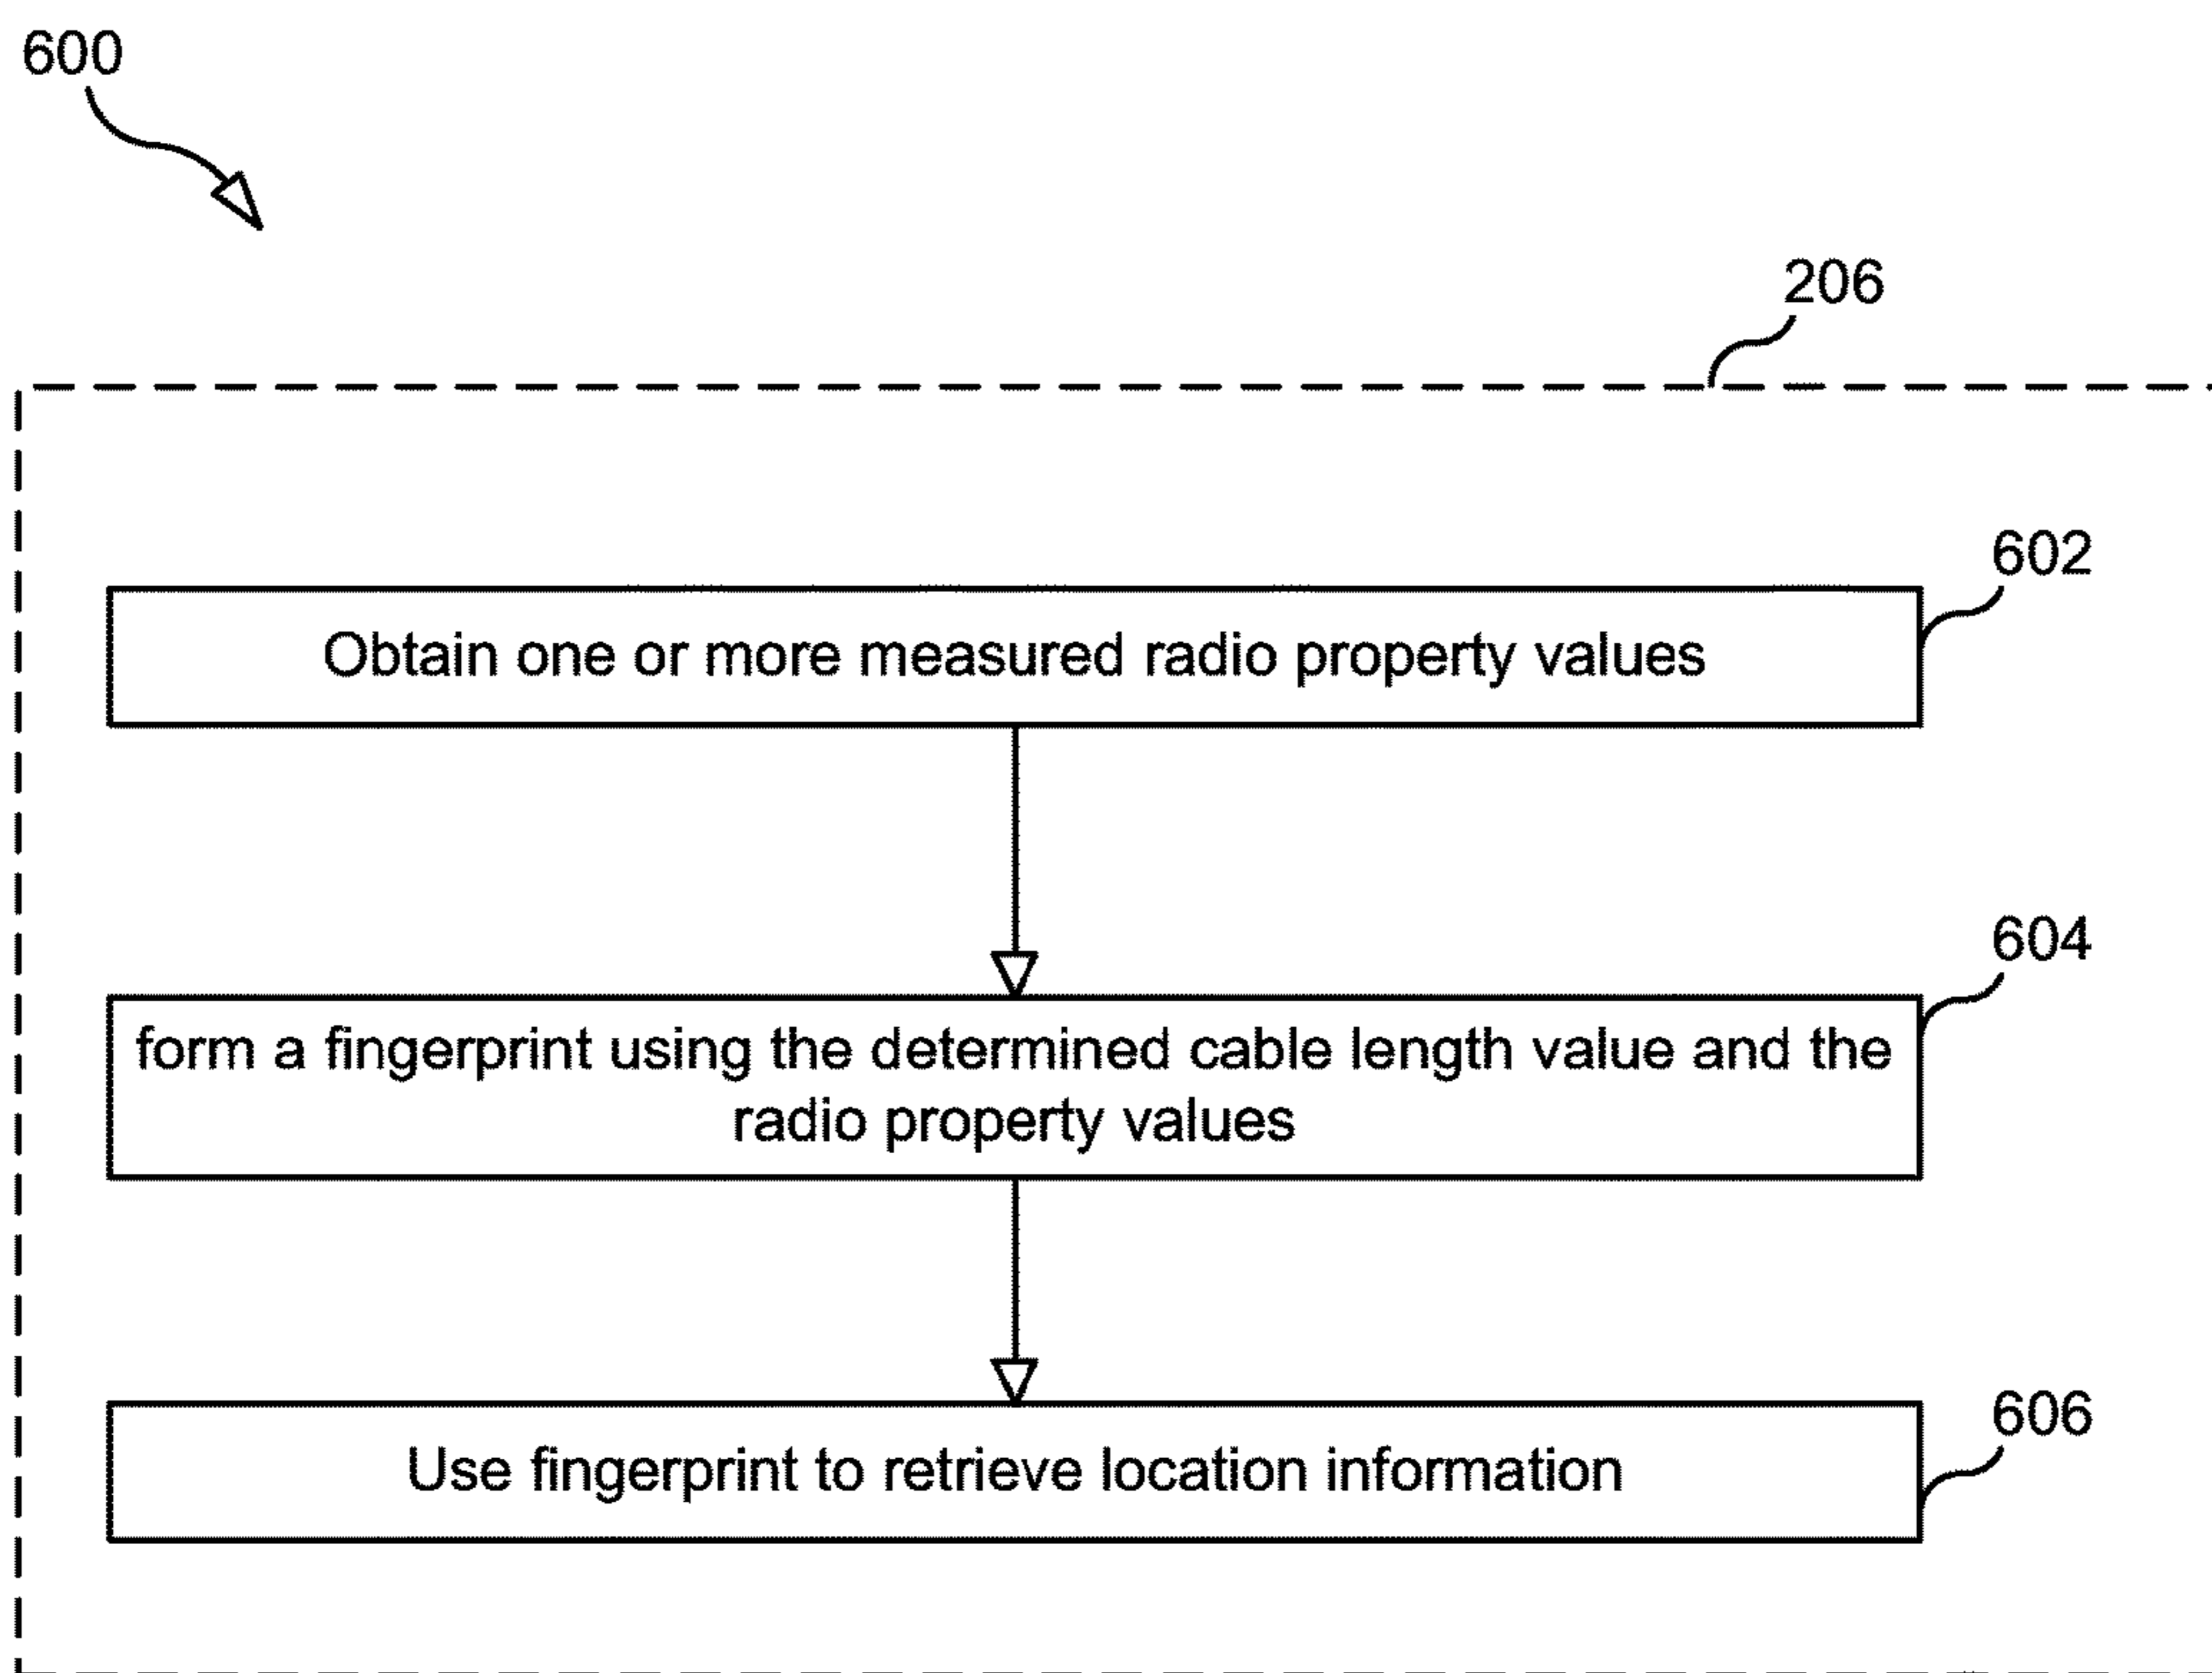 600
206
602
Obtain one or more measured radio property values
604
form a fingerprint using the determined cable length value and the
radio property values
606
Use fingerprint to retrieve location information